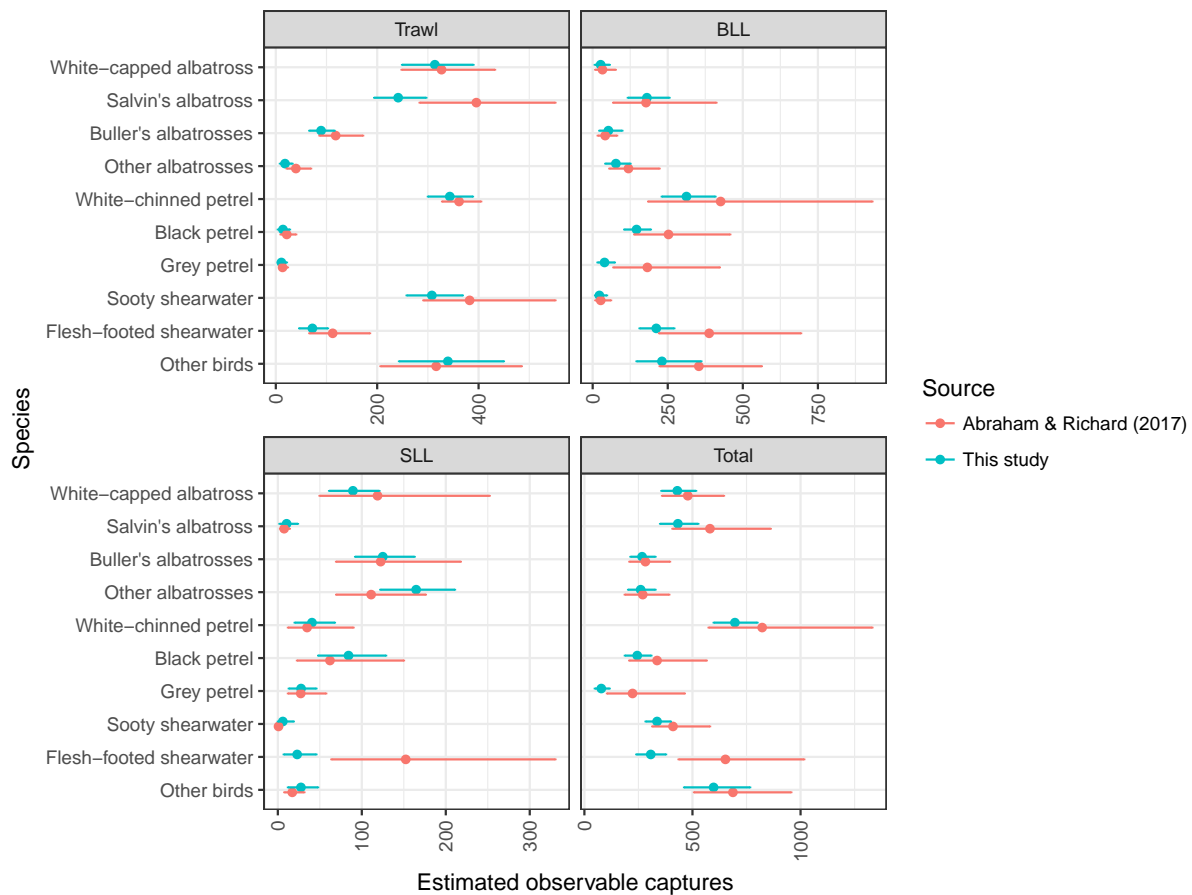 Trawl
BLL
White−capped albatross
Salvin's albatross
Buller's albatrosses
Other albatrosses
White−chinned petrel
Black petrel
Grey petrel
Sooty shearwater
Flesh−footed shearwater
Other birds
0
200
400
0
250
500
750
SLL
Total
White−capped albatross
Salvin's albatross
Buller's albatrosses
Other albatrosses
White−chinned petrel
Black petrel
Grey petrel
Sooty shearwater
Flesh−footed shearwater
Other birds
0
100
200
300
0
500
1000
Species
Estimated observable captures
Source
Abraham & Richard (2017)
This study